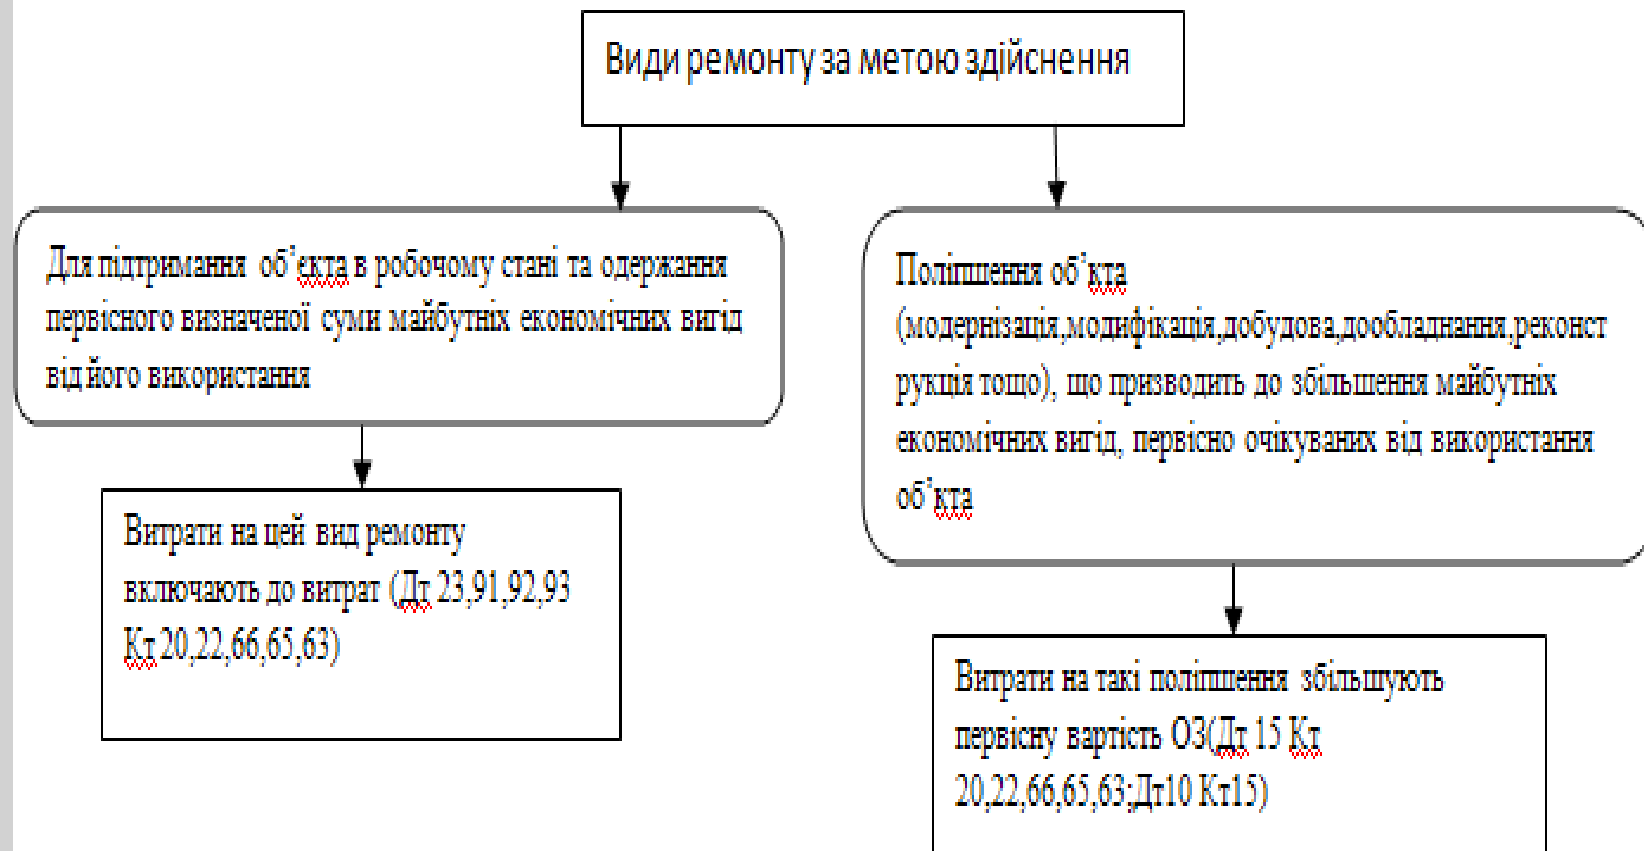 Види ремонту за метою здійснення
Для підтримання об'єкта в робочому стані та одержання
первісного визначеної суми майбутніх економічних вигід
від його використання
Поліпшення об'кта
(модернізація,модифікація,добудова,дообладнання,реконст
рукція тощо), що призводить до збільшення майбутніх
економічних вигід, первісно очікуваних від використання
об'кта
Витрати на цей вид ремонту
включають до витрат (Дт 23,91,92,93
Кт 20,22,66,65,63)
Витрати на такі поліпшення збільшують
первісну вартість ОЗ(Дт 15 Кт
20,22,66,65,63;Дт10 Кт15)